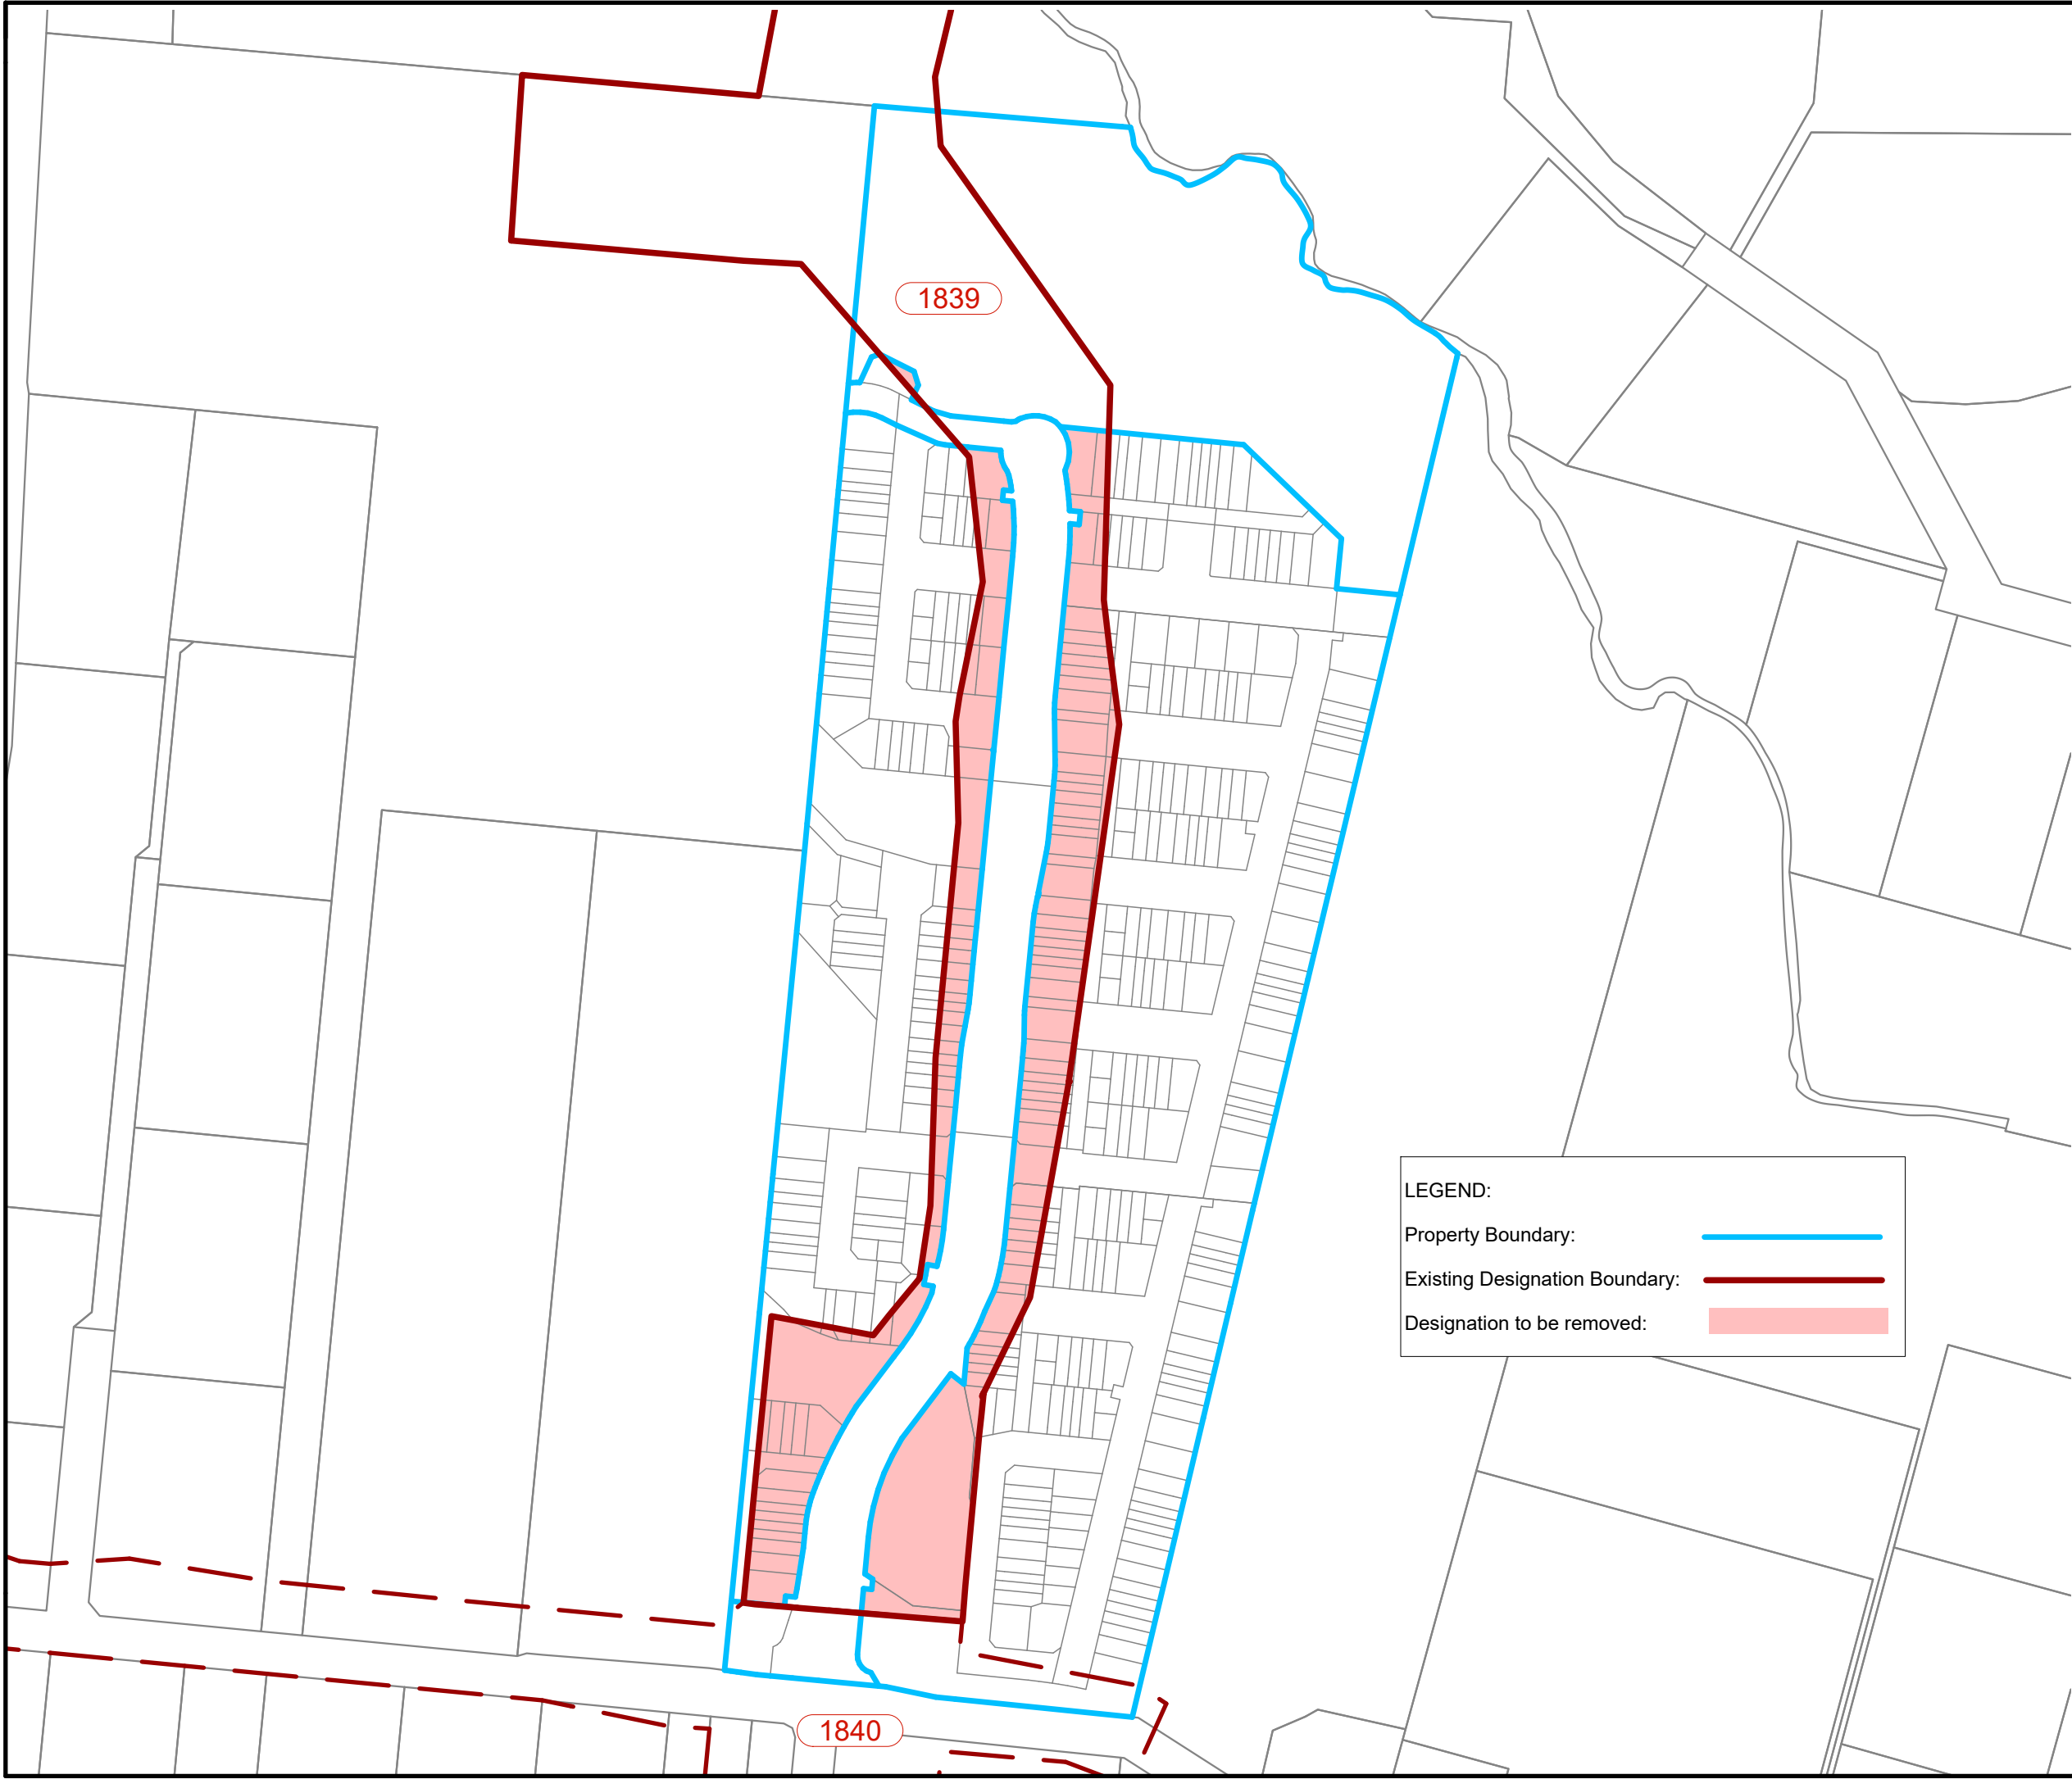 1839
LEGEND:
Property Boundary:
Existing Designation Boundary:
Designation to be removed:
1840